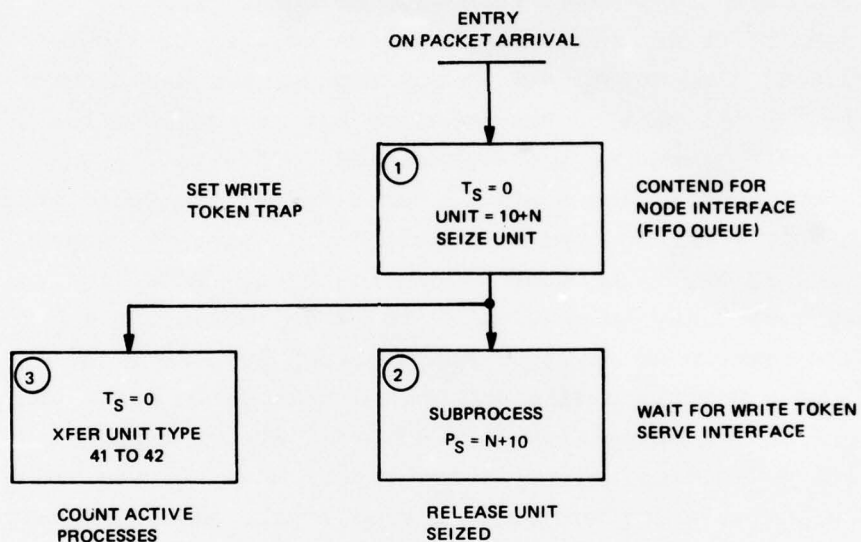 ENTRY
ON PACKET ARRIVAL
1
SET WRITE
TOKEN TRAP
T_S = 0
UNIT = 10+N
SEIZE UNIT
CONTEND FOR
NODE INTERFACE
(FIFO QUEUE)
3
T_S = 0
XFER UNIT TYPE
41 TO 42
2
SUBPROCESS
P_S = N+10
WAIT FOR WRITE TOKEN
SERVE INTERFACE
COUNT ACTIVE
PROCESSES
RELEASE UNIT
SEIZED